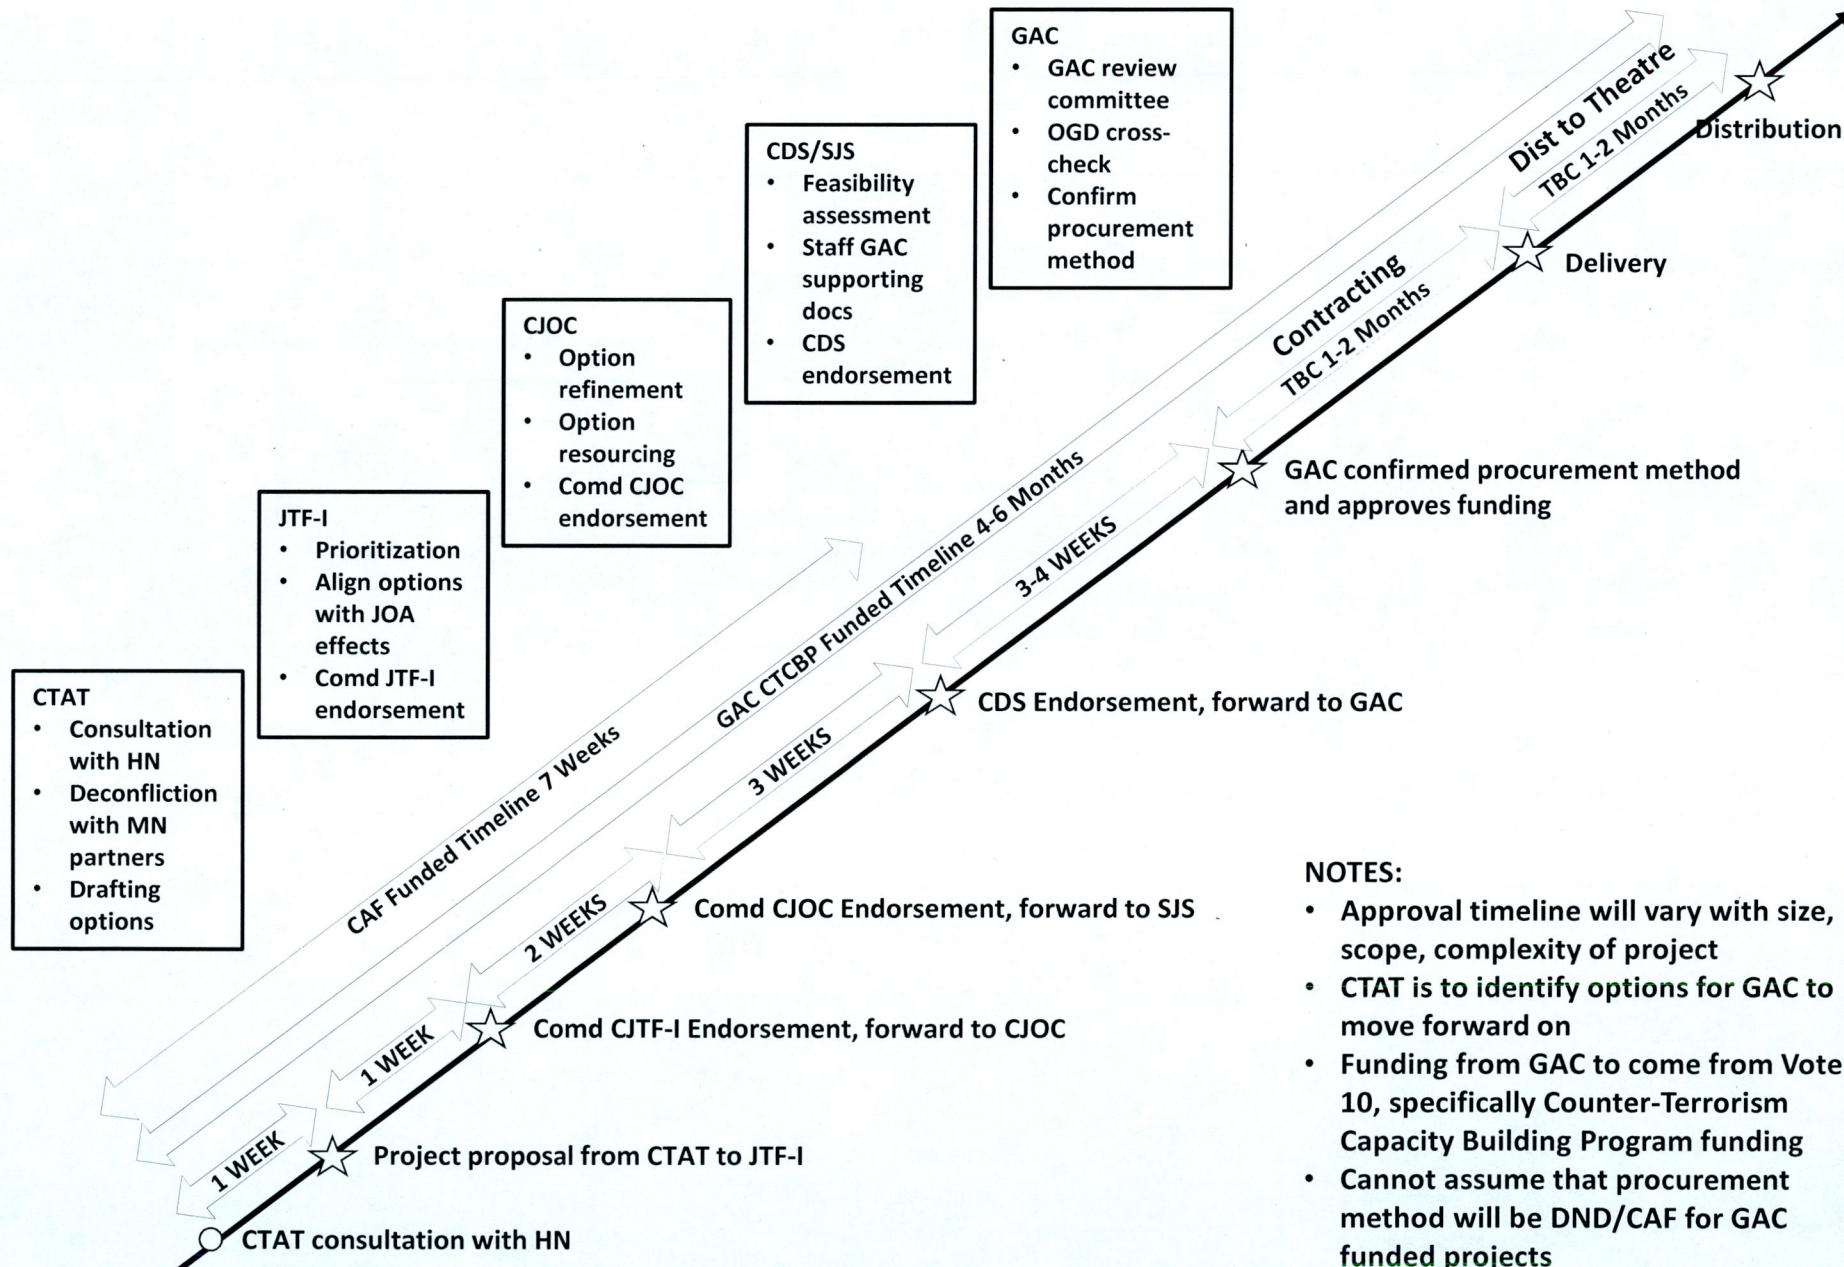 GAC
• GAC review
committee
• OGD cross-
check
• Confirm
procurement
method
CDS/SJS
• Feasibility
assessment
• Staff GAC
supporting
docs
• CDS
endorsement
CJOC
• Option
refinement
• Option
resourcing
• Comd CJOC
endorsement
JTF-I
• Prioritization
• Align options
with JOA
effects
• Comd JTF-I
endorsement
CTAT
• Consultation
with HN
• Deconfliction
with MN
partners
• Drafting
options
CAF Funded Timeline 7 Weeks
GAC CTCBP Funded Timeline 4-6 Months
Dist to Theatre
TBC 1-2 Months
Distribution
Contracting
TBC 1-2 Months
Delivery
3-4 WEEKS
GAC confirmed procurement method
and approves funding
3 WEEKS
CDS Endorsement, forward to GAC
2 WEEKS
Comd CJOC Endorsement, forward to SJS
1 WEEK
Comd CJTF-I Endorsement, forward to CJOC
1 WEEK
Project proposal from CTAT to JTF-I
CTAT consultation with HN
NOTES:
• Approval timeline will vary with size,
scope, complexity of project
• CTAT is to identify options for GAC to
move forward on
• Funding from GAC to come from Vote
10, specifically Counter-Terrorism
Capacity Building Program funding
• Cannot assume that procurement
method will be DND/CAF for GAC
funded projects